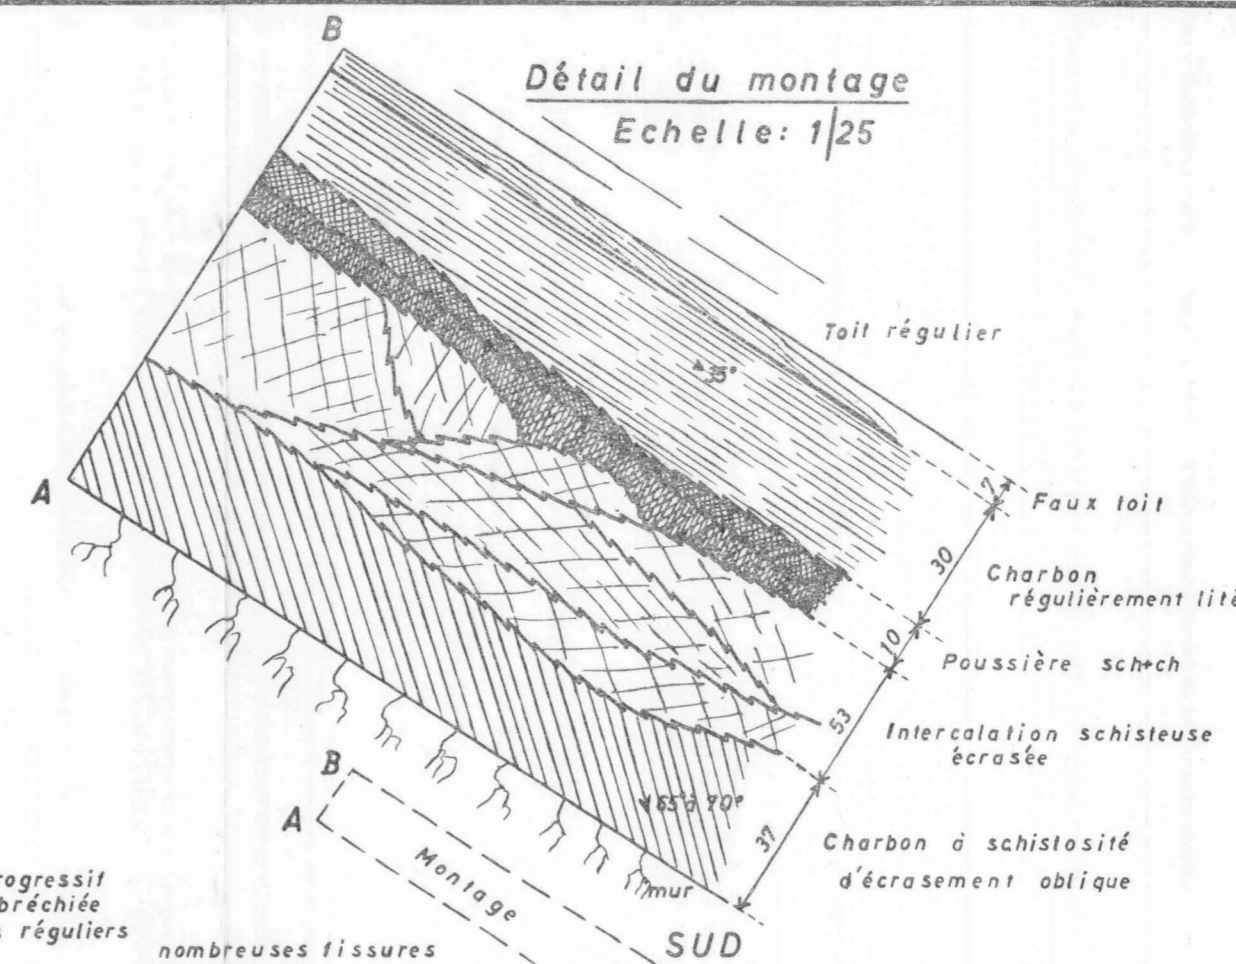 B
Détail du montage
Echelle: 1/25
Toit régulier
35°
A
7
Faux toit
30
Charbon
régulièrement lité
10
Poussière sch+ch
53
Intercalation schisteuse
écrasée
B
A
65°à 70°
37
Charbon à schistosité
d'écrasement oblique
Montage
mur
rogressif
bréchiée
s réguliers
nombreuses fissures
SUD